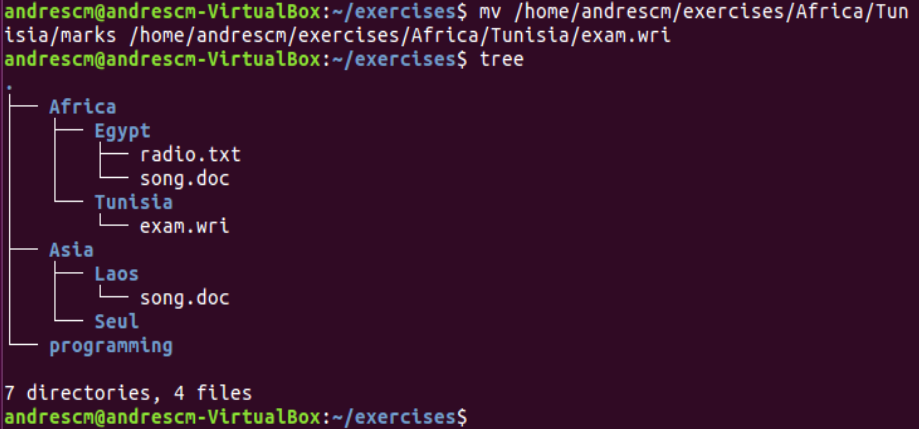 andrescm@andrescm-VirtualBox:~/exercises$ mv /home/andrescm/exercises/Africa/Tun
isia/marks /home/andrescm/exercises/Africa/Tunisia/exam.wri
andrescm@andrescm-VirtualBox:~/exercises$ tree
.
├── Africa
│   ├── Egypt
│   │   ├── radio.txt
│   │   └── song.doc
│   └── Tunisia
│       └── exam.wri
├── Asia
│   ├── Laos
│   │   └── song.doc
│   └── Seul
└── programming
7 directories, 4 files
andrescm@andrescm-VirtualBox:~/exercises$